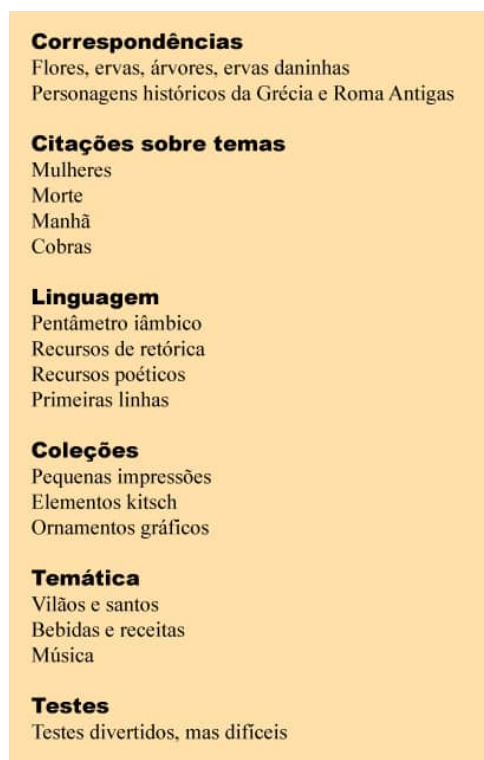 Correspondências
Flores, ervas, árvores, ervas daninhas
Personagens históricos da Grécia e Roma Antigas
Citações sobre temas
Mulheres
Morte
Manhã
Cobras
Linguagem
Pentâmetro iâmbico
Recursos de retórica
Recursos poéticos
Primeiras linhas
Coleções
Pequenas impressões
Elementos kitsch
Ornamentos gráficos
Temática
Vilãos e santos
Bebidas e receitas
Música
Testes
Testes divertidos, mas difíceis